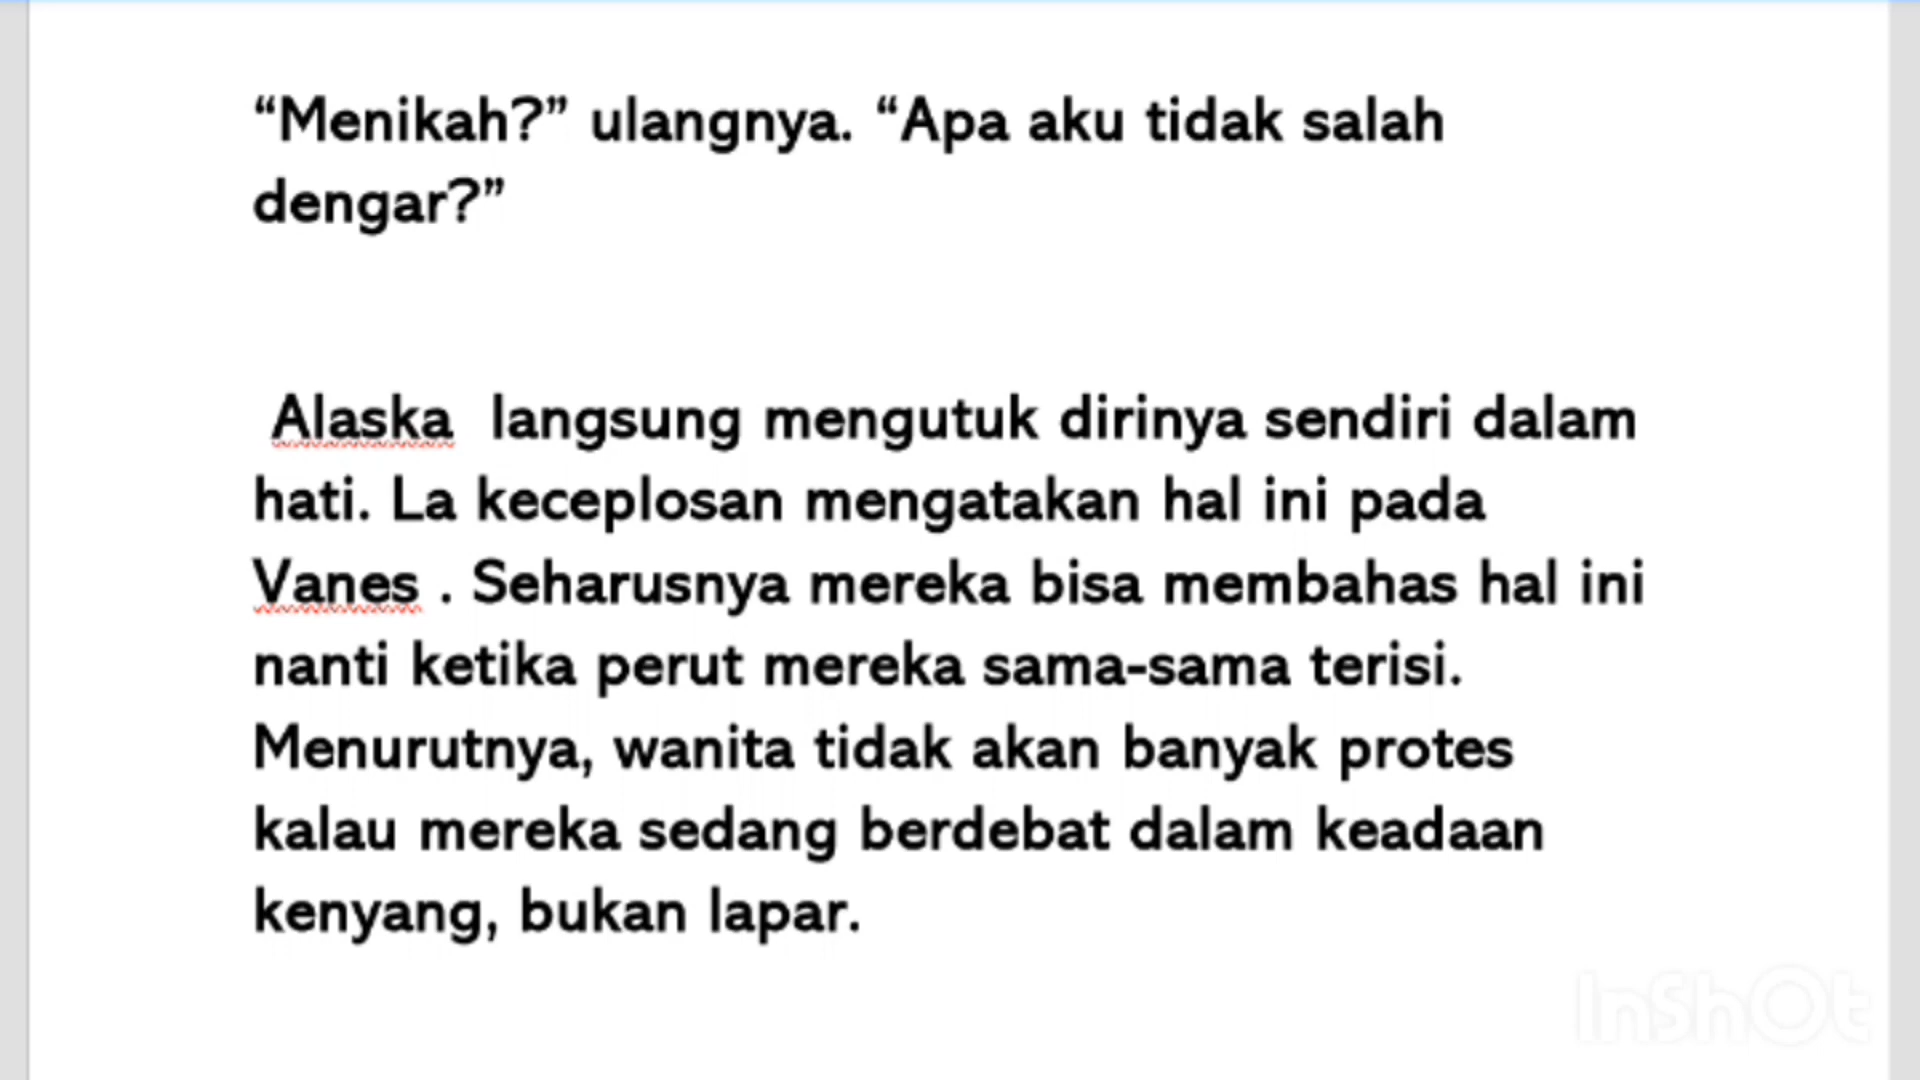 “Menikah?” ulangnya. “Apa aku tidak salah
dengar?”
Alaska langsung mengutuk dirinya sendiri dalam
hati. La keceplosan mengatakan hal ini pada
Vanes . Seharusnya mereka bisa membahas hal ini
nanti ketika perut mereka sama-sama terisi.
Menurutnya, wanita tidak akan banyak protes
kalau mereka sedang berdebat dalam keadaan
kenyang, bukan lapar.
InShOt